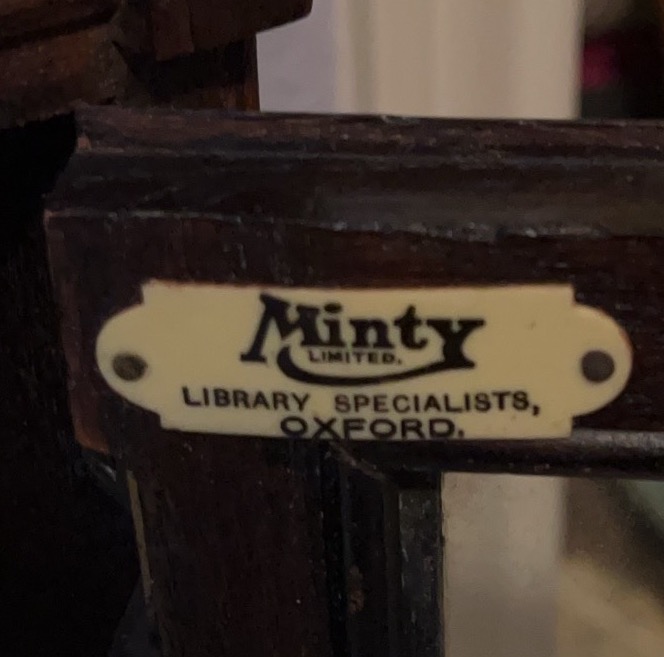 Minty
LIMITED.
LIBRARY SPECIALISTS,
OXFORD.